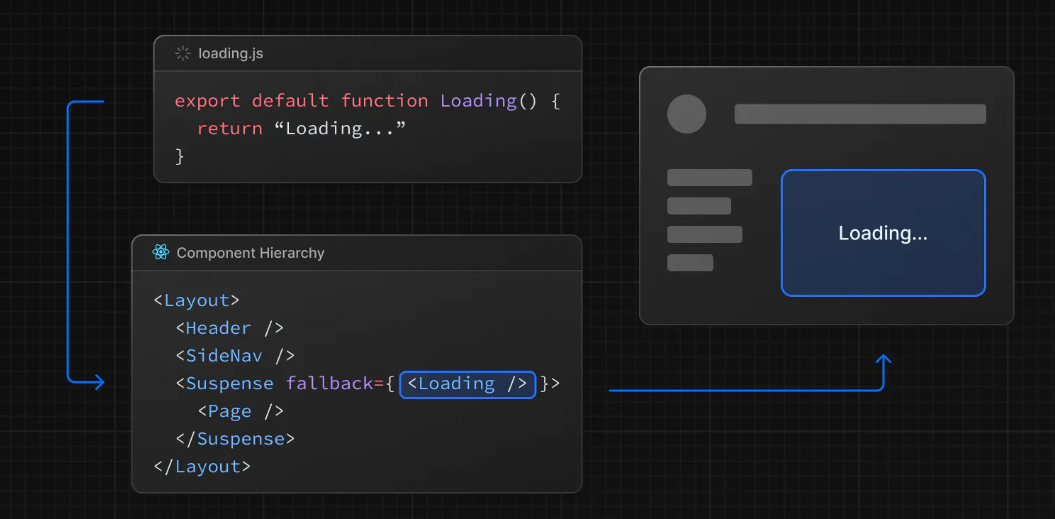 loading.js
export default function Loading() {
  return “Loading...”
}
Component Hierarchy
<Layout>
  <Header />
  <SideNav />
  <Suspense fallback={ <Loading /> }>
    <Page />
  </Suspense>
</Layout>
Loading...